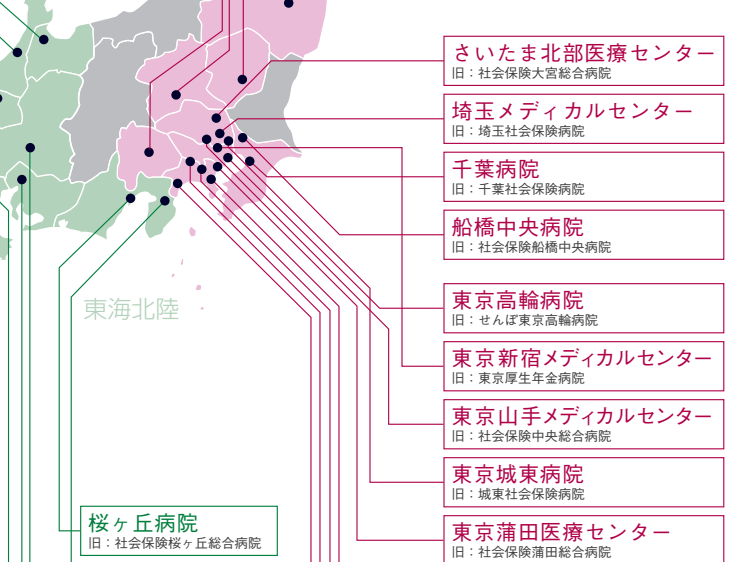 さいたま北部医療センター
旧：社会保険大宮総合病院
埼玉メディカルセンター
旧：埼玉社会保険病院
千葉病院
旧：千葉社会保険病院
船橋中央病院
旧：社会保険船橋中央病院
東京高輪病院
旧：せんぽ東京高輪病院
東京新宿メディカルセンター
旧：東京厚生年金病院
東京山手メディカルセンター
旧：社会保険中央総合病院
東京城東病院
旧：城東社会保険病院
東京蒲田医療センター
旧：社会保険蒲田総合病院
東海北陸
桜ヶ丘病院
旧：社会保険桜ヶ丘総合病院